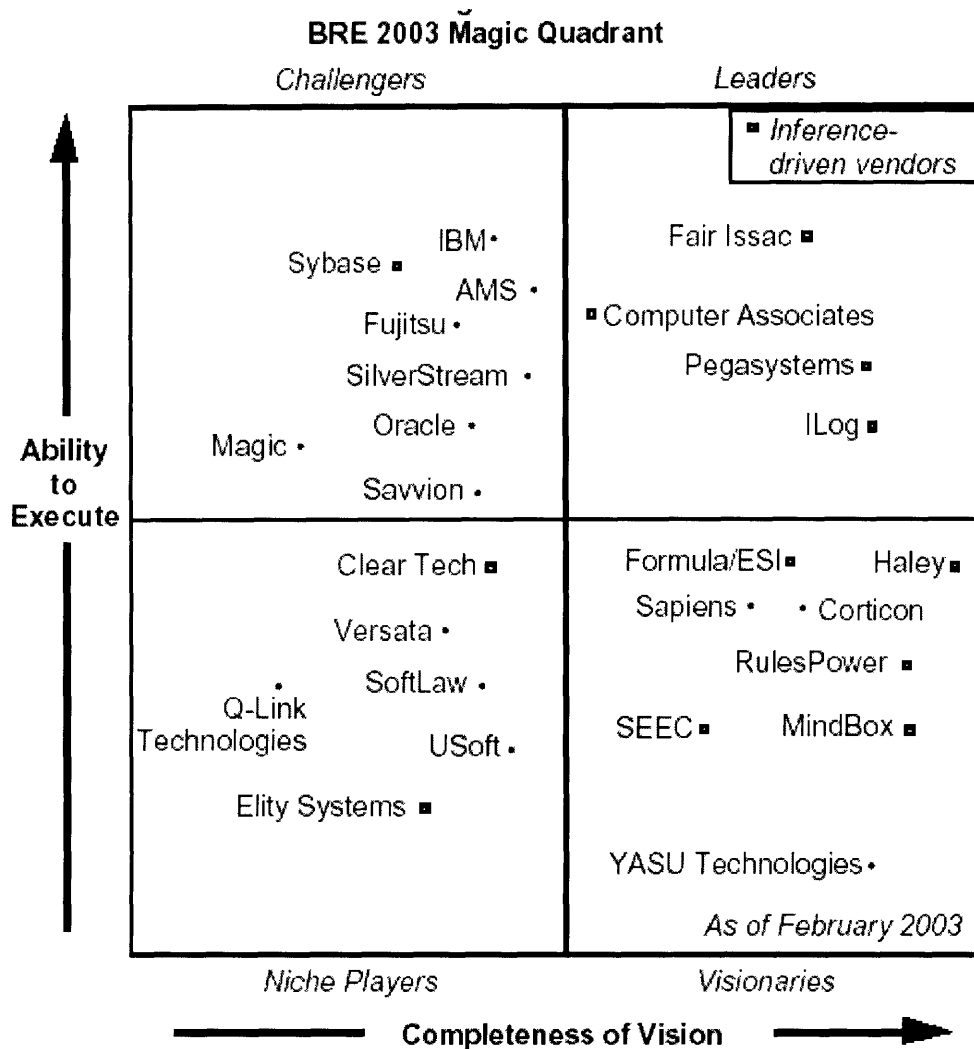 BRE 2003 Magic Quadrant
Challengers
Leaders
Inference-
driven vendors
IBM
Fair Issac
Sybase
AMS
Computer Associates
Fujitsu
SilverStream
Pegasystems
Oracle
ILog
Magic
Savvion
Ability
to
Execute
Clear Tech
Formula/ESI
Haley
Sapiens
Corticon
Versata
RulesPower
SoftLaw
Q-Link
Technologies
USoft
SEEC
MindBox
Elity Systems
YASU Technologies
As of February 2003
Niche Players
Visionaries
Completeness of Vision